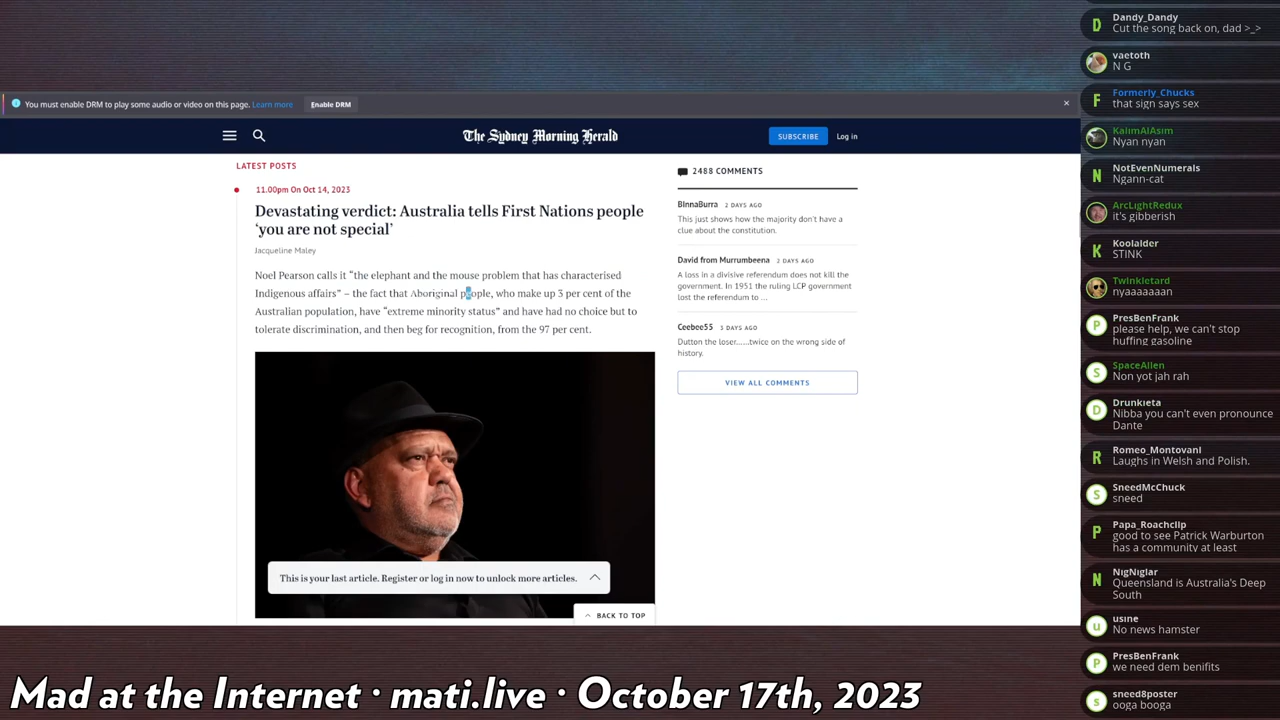 You must enable DRM to play some audio or video on this page. Learn more
Enable DRM
The Sydney Morning Herald
SUBSCRIBE
Log in
LATEST POSTS
11.00pm On Oct 14, 2023
Devastating verdict: Australia tells First Nations people
‘you are not special’
Jacqueline Maley
Noel Pearson calls it “the elephant and the mouse problem that has characterised
Indigenous affairs” – the fact that Aboriginal people, who make up 3 per cent of the
Australian population, have “extreme minority status” and have had no choice but to
tolerate discrimination, and then beg for recognition, from the 97 per cent.
This is your last article. Register or log in now to unlock more articles.
BACK TO TOP
2488 COMMENTS
BInnaBurra 2 DAYS AGO
This just shows how the majority don't have a
clue about the constitution.
David from Murrumbeena 2 DAYS AGO
A loss in a divisive referendum does not kill the
government. In 1951 the ruling LCP government
lost the referendum to ...
Ceebee55 3 DAYS AGO
Dutton the loser......twice on the wrong side of
history.
VIEW ALL COMMENTS
D
Dandy_Dandy
Cut the song back on, dad >_>
vaetoth
N G
F
Formerly_Chucks
that sign says sex
KalimAlAsim
Nyan nyan
N
NotEvenNumerals
Ngann-cat
ArcLightRedux
it's gibberish
K
Koolaider
STINK
Twinkletard
nyaaaaaan
P
PresBenFrank
please help, we can't stop
huffing gasoline
S
SpaceAllen
Non yot jah rah
D
Drunkieta
Nibba you can't even pronounce
Dante
R
Romeo_Montovani
Laughs in Welsh and Polish.
S
SneedMcChuck
sneed
P
Papa_Roachclip
good to see Patrick Warburton
has a community at least
N
NigNiglar
Queensland is Australia's Deep
South
u
usine
No news hamster
P
PresBenFrank
we need dem benifits
s
sneed8poster
ooga booga
Mad at the Internet · mati.live · October 17th, 2023